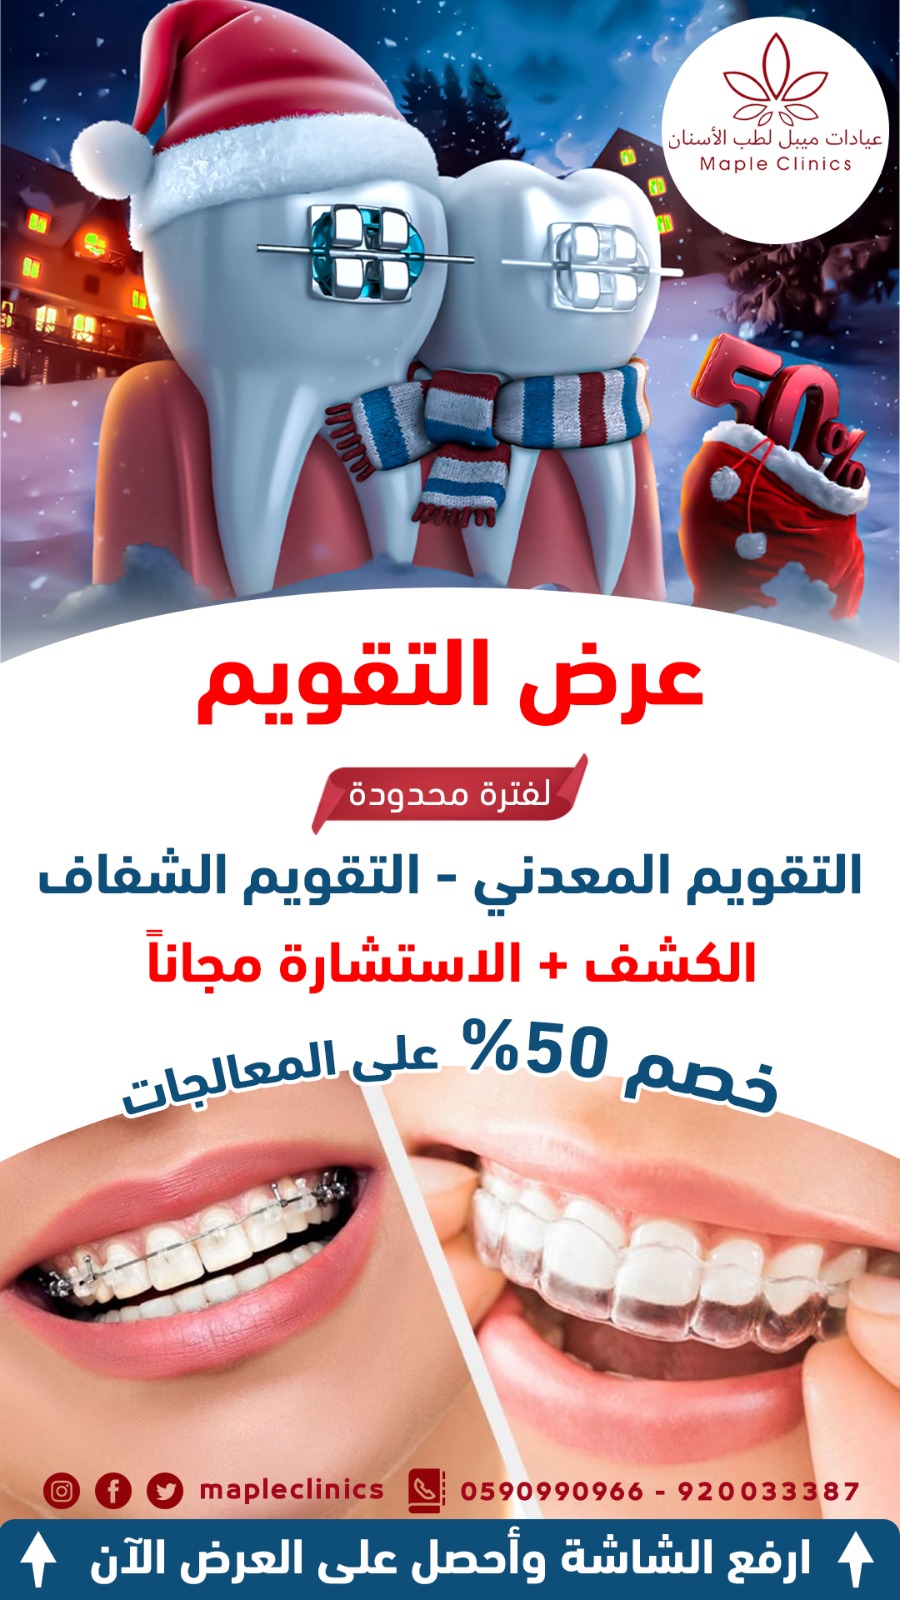 عيادات ميبل لطب الأسنان
Maple Clinics
50%
عرض التقويم
لفترة محدودة
التقويم المعدني - التقويم الشفاف
الكشف + الاستشارة مجاناً
خصم 50% على المعالجات
mapleclinics 0590990966 - 920033387
ارفع الشاشة وأحصل على العرض الآن